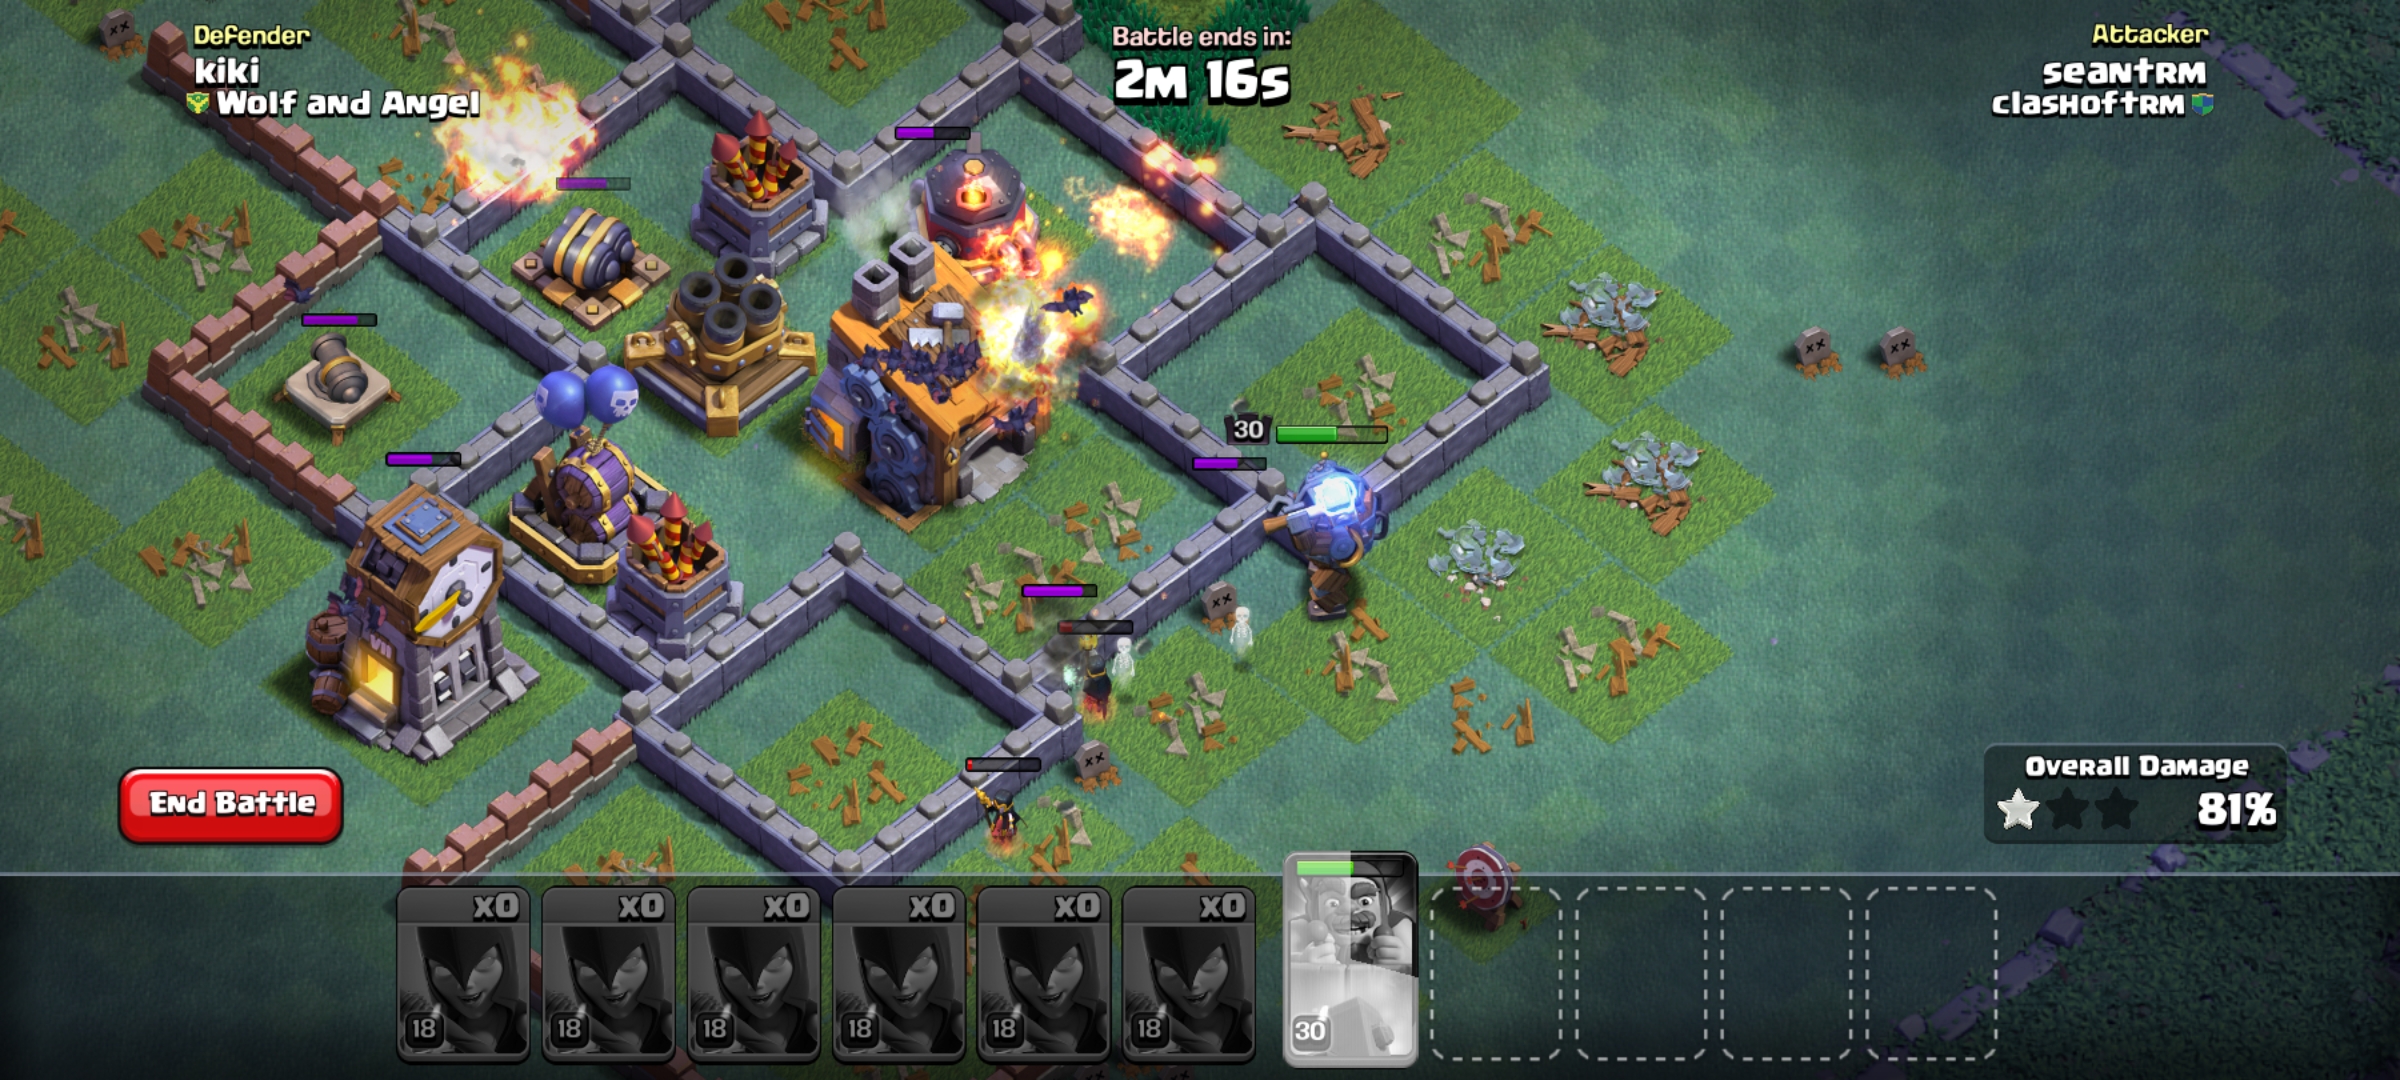 Defender
kiki
Wolf and Angel
Battle ends in:
2M 16s
Attacker
seantRM
clashoftRM
30
End Battle
Overall Damage
81%
x0
x0
x0
x0
x0
x0
18
18
18
18
18
18
30